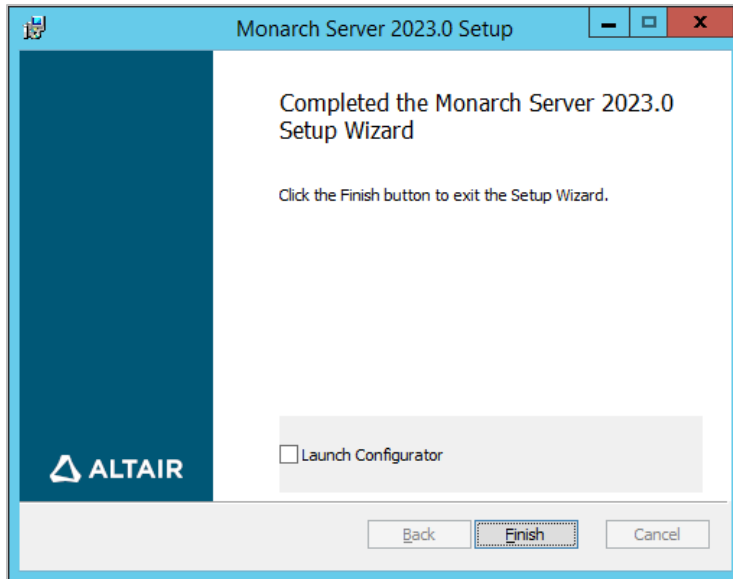 Monarch Server 2023.0 Setup
Completed the Monarch Server 2023.0
Setup Wizard
Click the Finish button to exit the Setup Wizard.
Launch Configurator
ALTAIR
Back
Finish
Cancel